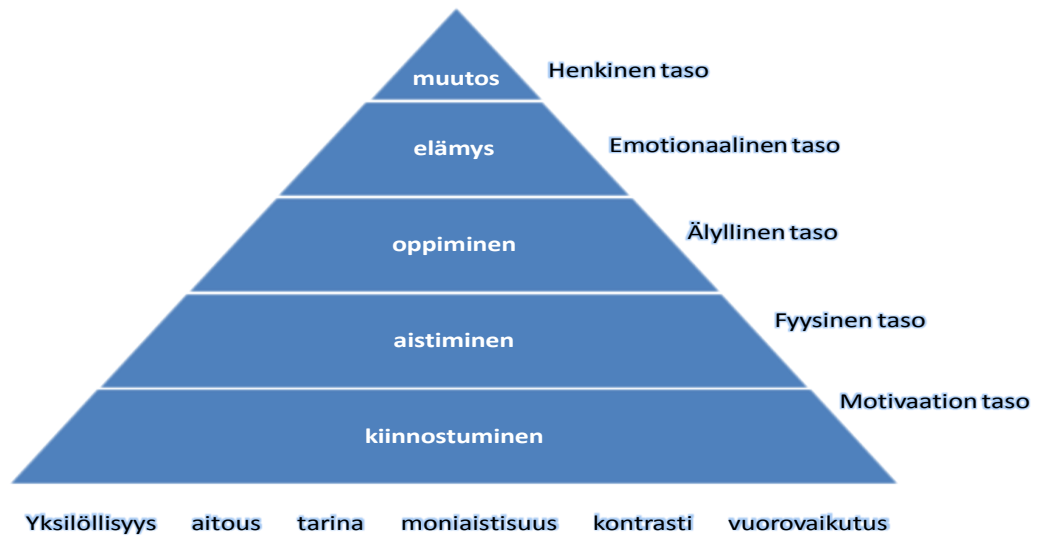 muutos
Henkinen taso
elämys
Emotionaalinen taso
oppiminen
Älyllinen taso
aistiminen
Fyysinen taso
Motivaation taso
kiinnostuminen
Yksilöllisyys aitous tarina moniaistisuus kontrasti vuorovaikutus